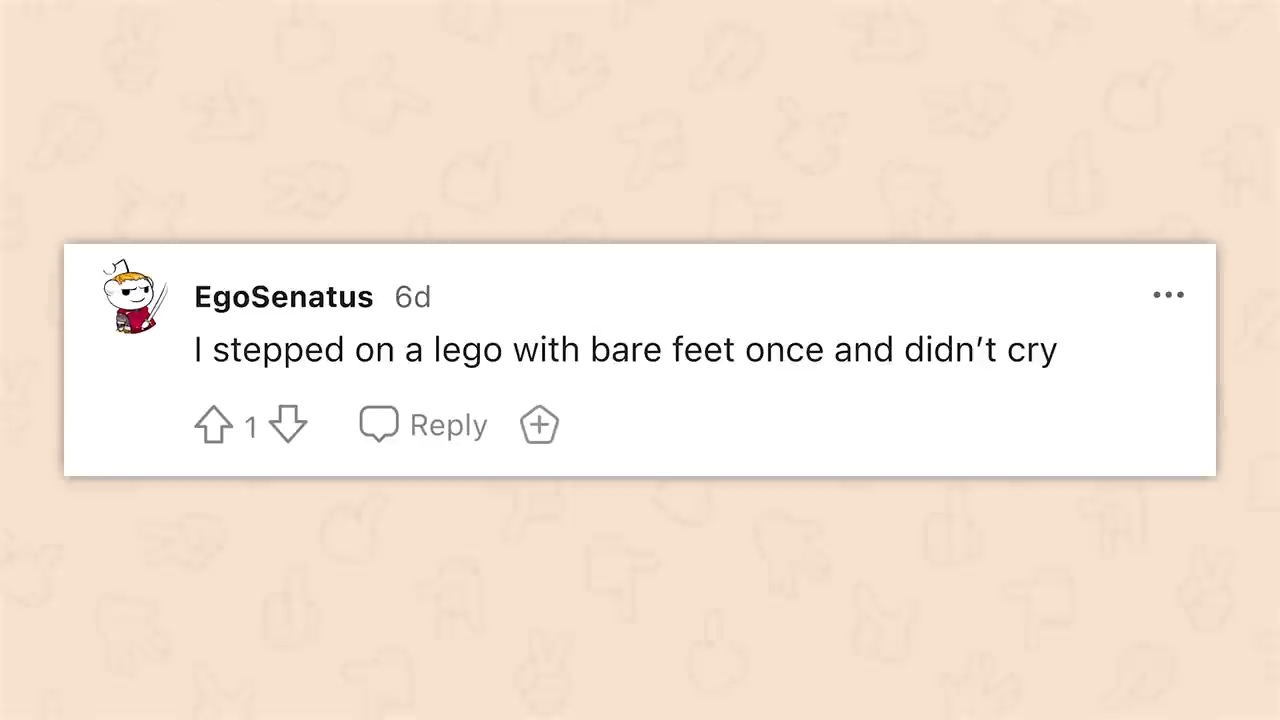 EgoSenatus 6d
I stepped on a lego with bare feet once and didn’t cry
1 Reply